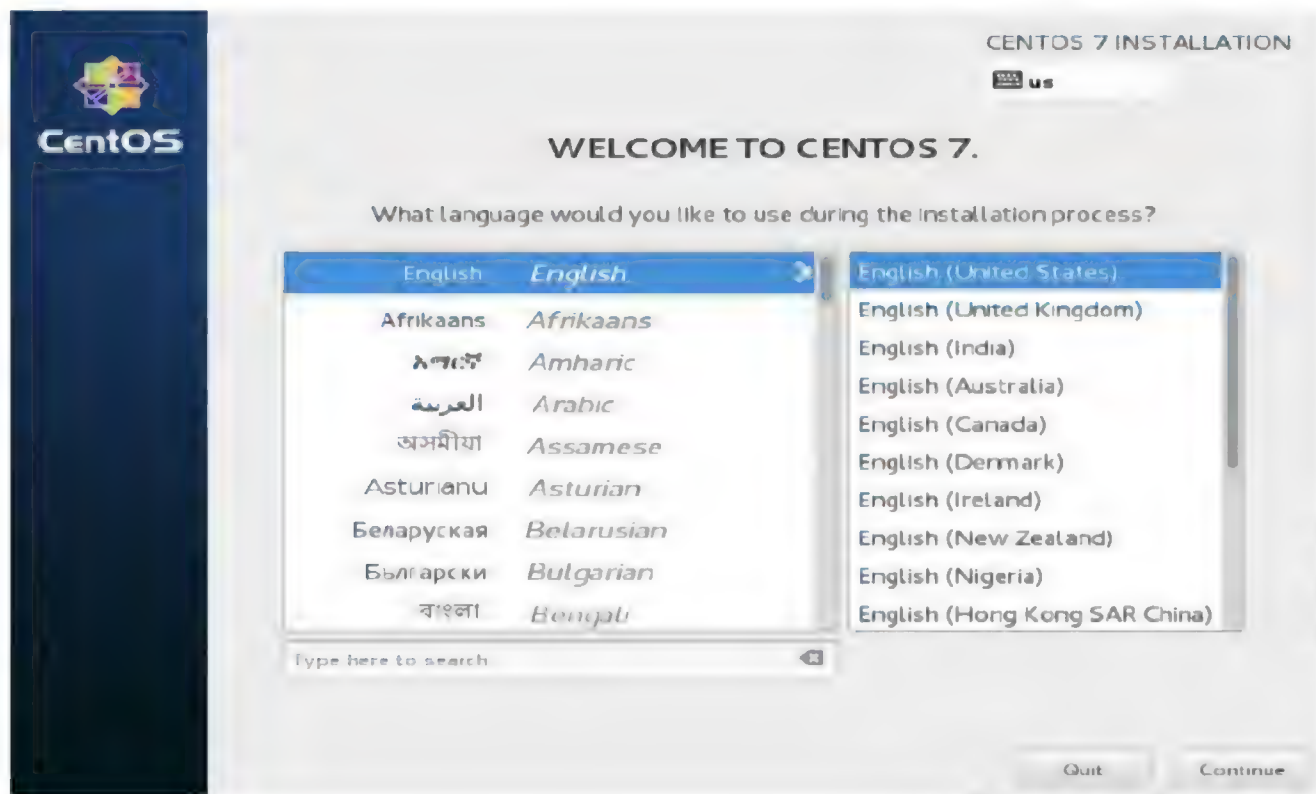 CENTOS 7 INSTALLATION
us
CentOS
WELCOME TO CENTOS 7.
What language would you like to use during the installation process?
English English
Afrikaans Afrikaans
አማርኛ Amharic
العربية Arabic
অসমীয়া Assamese
Asturianu Asturian
Беларуская Belarusian
Български Bulgarian
বাংলা Bengali
Type here to search
English (United States)
English (United Kingdom)
English (India)
English (Australia)
English (Canada)
English (Denmark)
English (Ireland)
English (New Zealand)
English (Nigeria)
English (Hong Kong SAR China)
Quit Continue